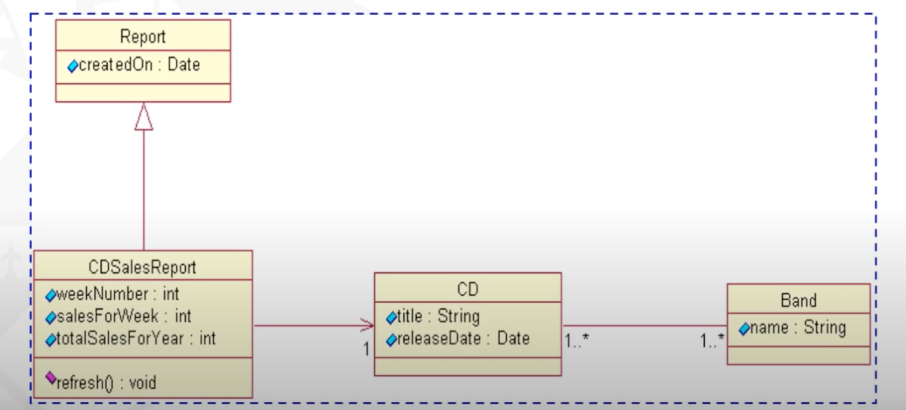 Report
createdOn : Date
CDSalesReport
weekNumber : int
salesForWeek : int
totalSalesForYear : int
refresh() : void
1
CD
title : String
releaseDate : Date
1..*
1..*
Band
name : String